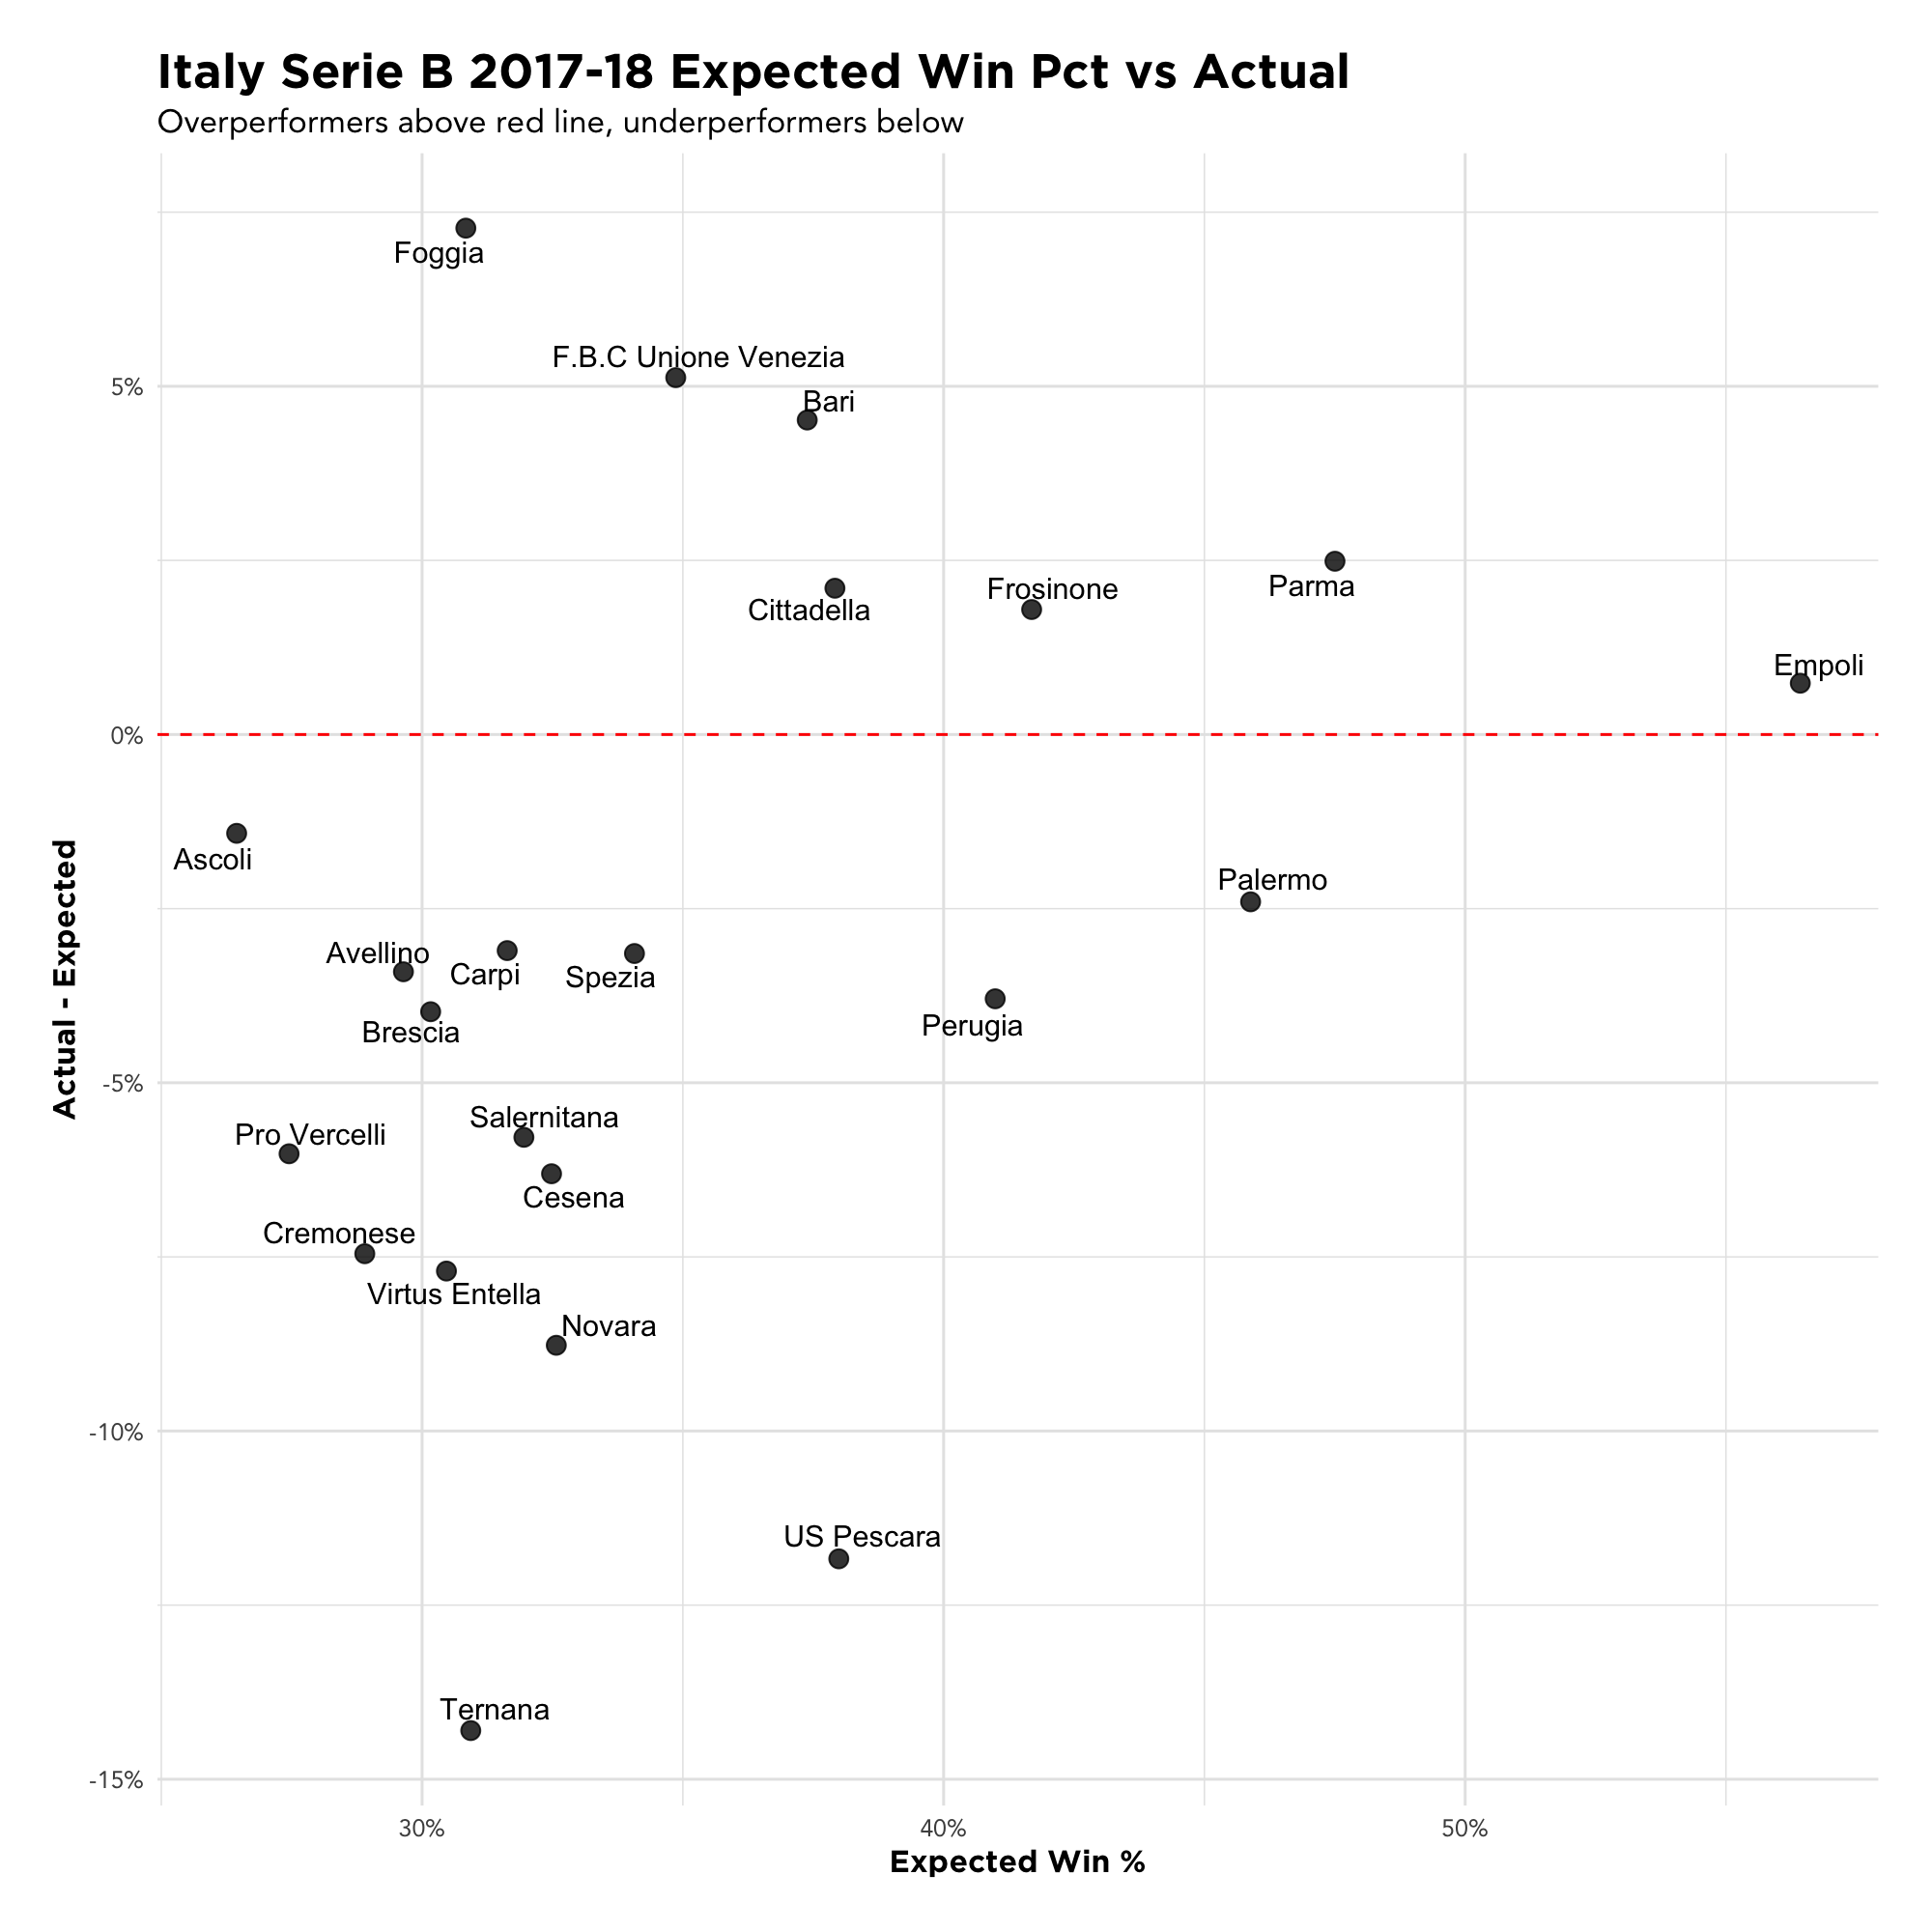 Italy Serie B 2017-18 Expected Win Pct vs Actual
Overperformers above red line, underperformers below
Foggia
F.B.C Unione Venezia
5%
Bari
Parma
Frosinone
Cittadella
Empoli
0%
Ascoli
Palermo
Actual - Expected
Avellino
Carpi
Spezia
Perugia
Brescia
-5%
Salernitana
Pro Vercelli
Cesena
Cremonese
Virtus Entella
Novara
-10%
US Pescara
Ternana
-15%
30%
40%
50%
Expected Win %